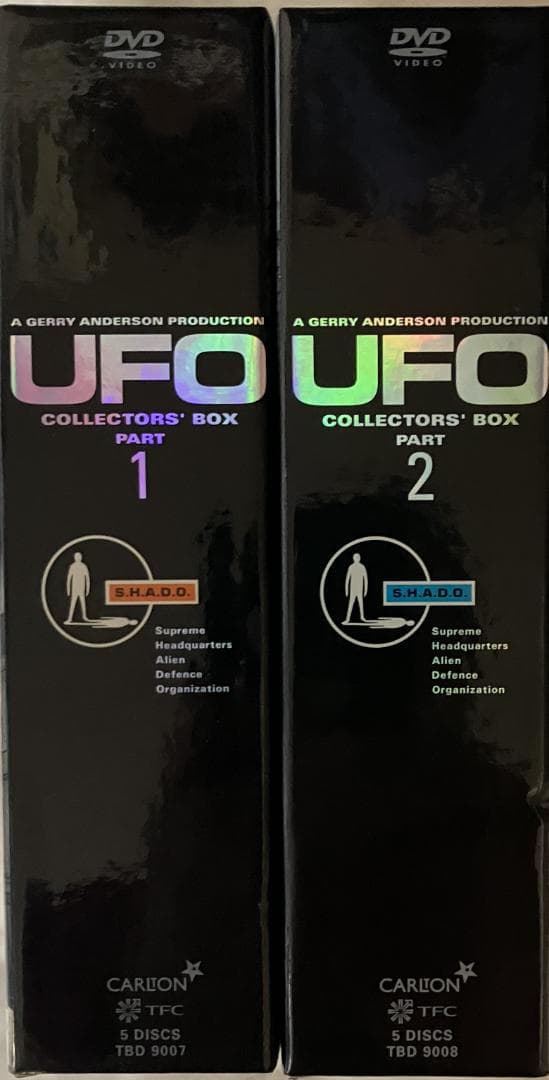 DVD
VIDEO
A GERRY ANDERSON PRODUCTION
UFO
COLLECTORS' BOX
PART
1
S.H.A.D.O.
Supreme
Headquarters
Alien
Defence
Organization
CARLTON
TFC
5 DISCS
TBD 9007
DVD
VIDEO
A GERRY ANDERSON PRODUCTION
UFO
COLLECTORS' BOX
PART
2
S.H.A.D.O.
Supreme
Headquarters
Alien
Defence
Organization
CARLTON
TFC
5 DISCS
TBD 9008